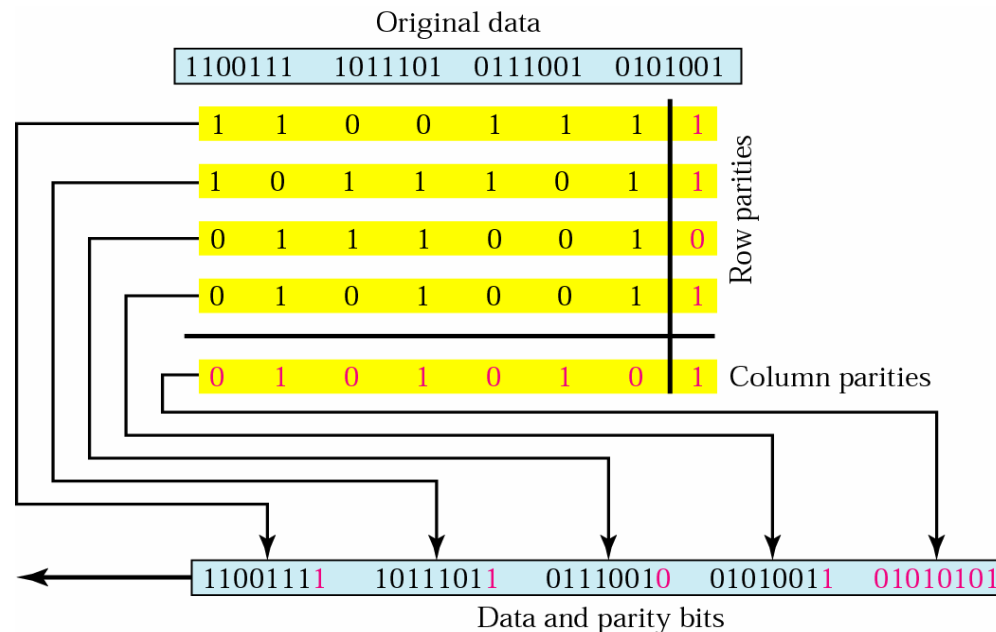 Original data
1100111 1011101 0111001 0101001
1 1 0 0 1 1 1 1
1 0 1 1 1 0 1 1
0 1 1 1 0 0 1 0
0 1 0 1 0 0 1 1
Row parities
0 1 0 1 0 1 0 1 Column parities
11001111 10111011 01110010 01010011 01010101
Data and parity bits